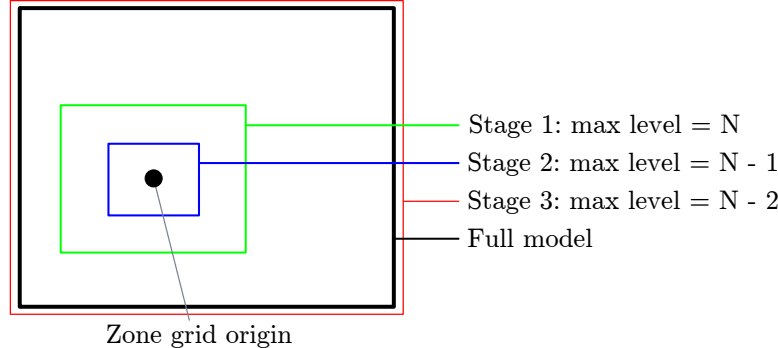 Stage 1: max level = N
Stage 2: max level = N - 1
Stage 3: max level = N - 2
Full model
Zone grid origin